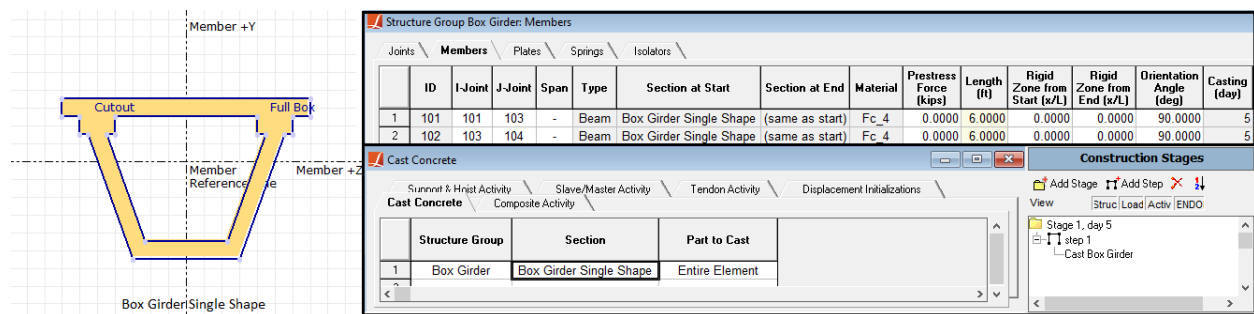 Member +Y
Cutout
Full Box
Member
Reference
Member +Z
Box Girder Single Shape
Structure Group Box Girder: Members
Joints Members Plates Springs Isolators
ID I-Joint J-Joint Span Type Section at Start Section at End Material Prestress Force (kips) Length (ft) Rigid Zone from Start (x/L) Rigid Zone from End (x/L) Orientation Angle (deg) Casting (day)
1 101 101 103 - Beam Box Girder Single Shape (same as start) Fc_4 0.0000 6.0000 0.0000 0.0000 90.0000 5
2 102 103 104 - Beam Box Girder Single Shape (same as start) Fc_4 0.0000 6.0000 0.0000 0.0000 90.0000 5
Cast Concrete
Support & Hoist Activity Slave/Master Activity Tendon Activity Displacement Initializations
Cast Concrete Composite Activity
Structure Group Section Part to Cast
1 Box Girder Box Girder Single Shape Entire Element
Construction Stages
Add Stage Add Step
View Struc Load Activ ENDO
Stage 1, day 5
step 1
Cast Box Girder